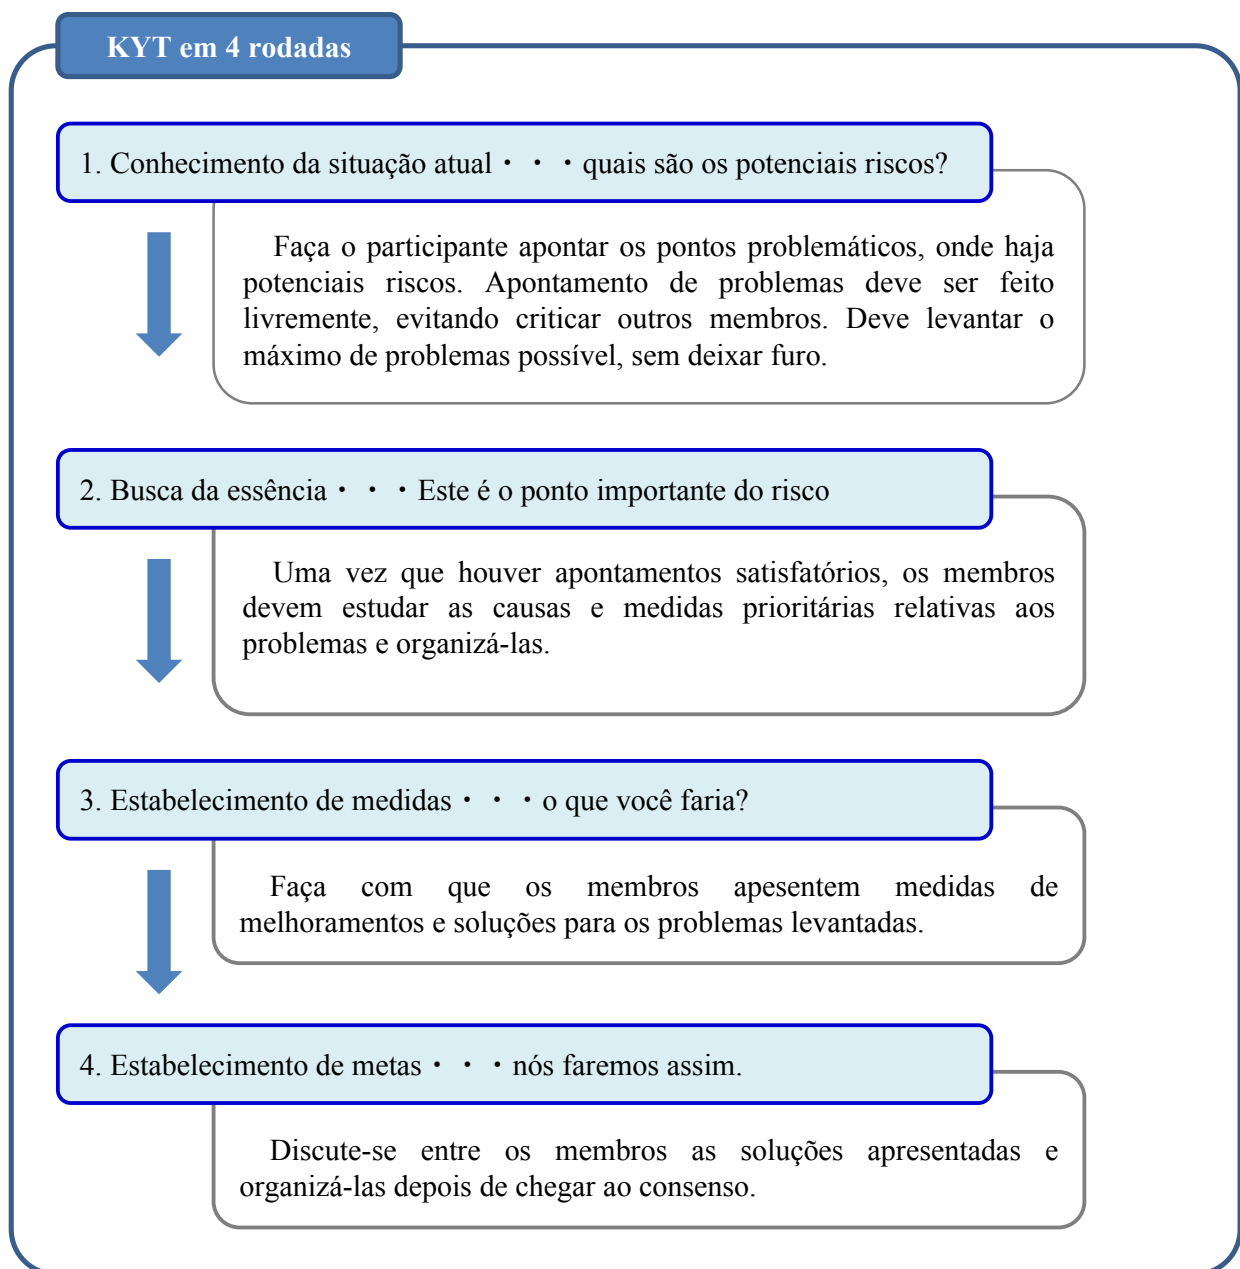 KYT em 4 rodadas
1. Conhecimento da situação atual・・・quais são os potenciais riscos?
Faça o participante apontar os pontos problemáticos, onde haja
potenciais riscos. Apontamento de problemas deve ser feito
livremente, evitando criticar outros membros. Deve levantar o
máximo de problemas possível, sem deixar furo.
2. Busca da essência・・・Este é o ponto importante do risco
Uma vez que houver apontamentos satisfatórios, os membros
devem estudar as causas e medidas prioritárias relativas aos
problemas e organizá-las.
3. Estabelecimento de medidas・・・o que você faria?
Faça com que os membros apesentem medidas de
melhoramentos e soluções para os problemas levantadas.
4. Estabelecimento de metas・・・nós faremos assim.
Discute-se entre os membros as soluções apresentadas e
organizá-las depois de chegar ao consenso.